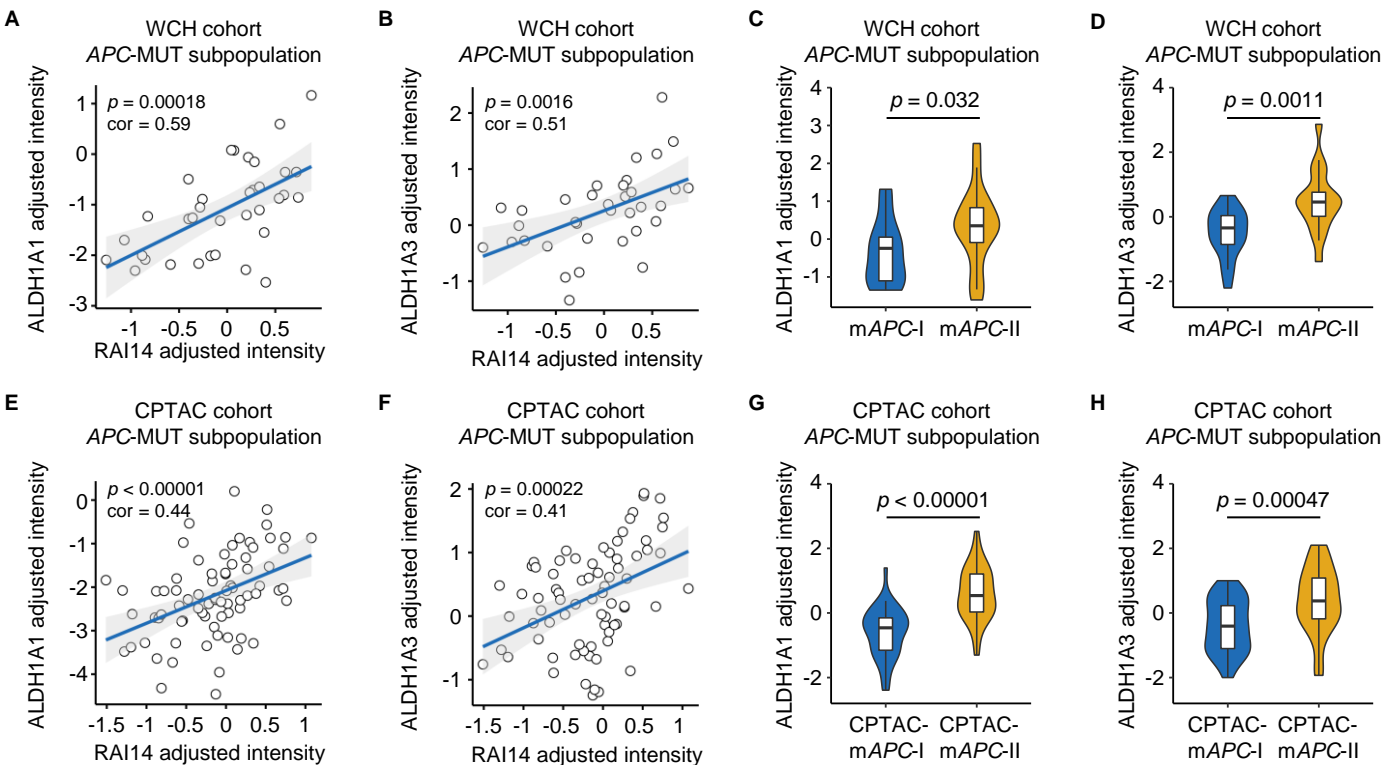 A
WCH cohort
APC-MUT subpopulation
p = 0.00018
cor = 0.59
ALDH1A1 adjusted intensity
1
0
-1
-2
-3
-1
-0.5
0
0.5
RAI14 adjusted intensity
B
WCH cohort
APC-MUT subpopulation
p = 0.0016
cor = 0.51
ALDH1A3 adjusted intensity
2
1
0
-1
-1
-0.5
0
0.5
RAI14 adjusted intensity
C
WCH cohort
APC-MUT subpopulation
p = 0.032
ALDH1A1 adjusted intensity
4
3
2
1
0
-1
mAPC-I
mAPC-II
D
WCH cohort
APC-MUT subpopulation
p = 0.0011
ALDH1A3 adjusted intensity
4
2
0
-2
mAPC-I
mAPC-II
E
CPTAC cohort
APC-MUT subpopulation
p < 0.00001
cor = 0.44
ALDH1A1 adjusted intensity
0
-1
-2
-3
-4
-1.5
-1
-0.5
0
0.5
1
RAI14 adjusted intensity
F
CPTAC cohort
APC-MUT subpopulation
p = 0.00022
cor = 0.41
ALDH1A3 adjusted intensity
2
1
0
-1
-1.5
-1
-0.5
0
0.5
1
RAI14 adjusted intensity
G
CPTAC cohort
APC-MUT subpopulation
p < 0.00001
ALDH1A1 adjusted intensity
4
2
0
-2
CPTAC-
mAPC-I
CPTAC-
mAPC-II
H
CPTAC cohort
APC-MUT subpopulation
p = 0.00047
ALDH1A3 adjusted intensity
4
2
0
-2
CPTAC-
mAPC-I
CPTAC-
mAPC-II